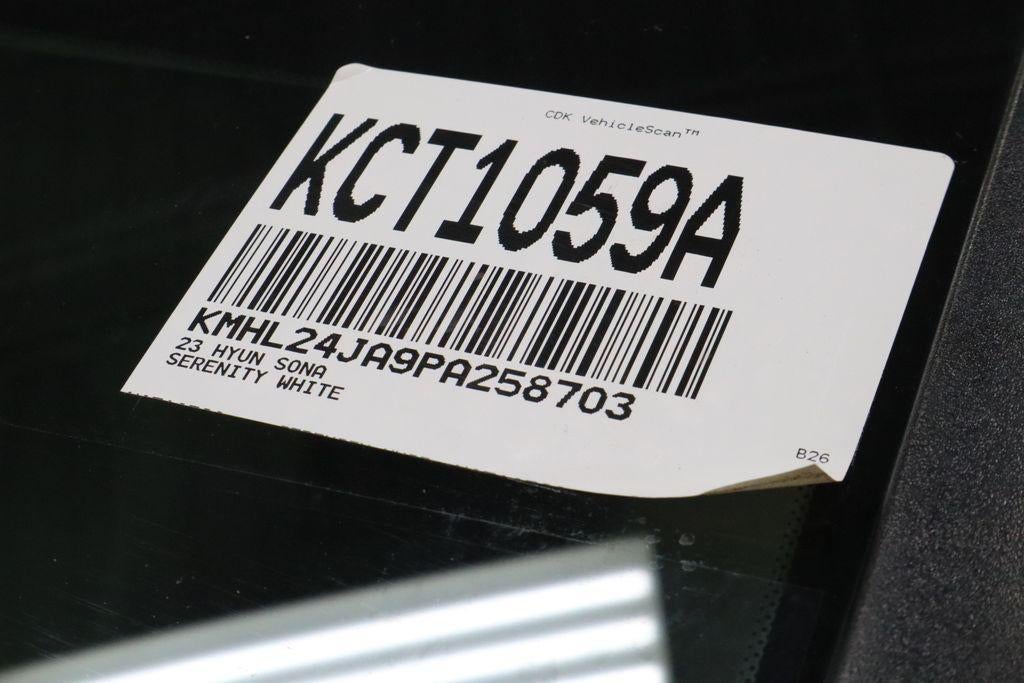 CDK VehicleScan™
KCT1059A
KMHL24JA9PA258703
23 HYUN SONA
SERENITY WHITE
B26